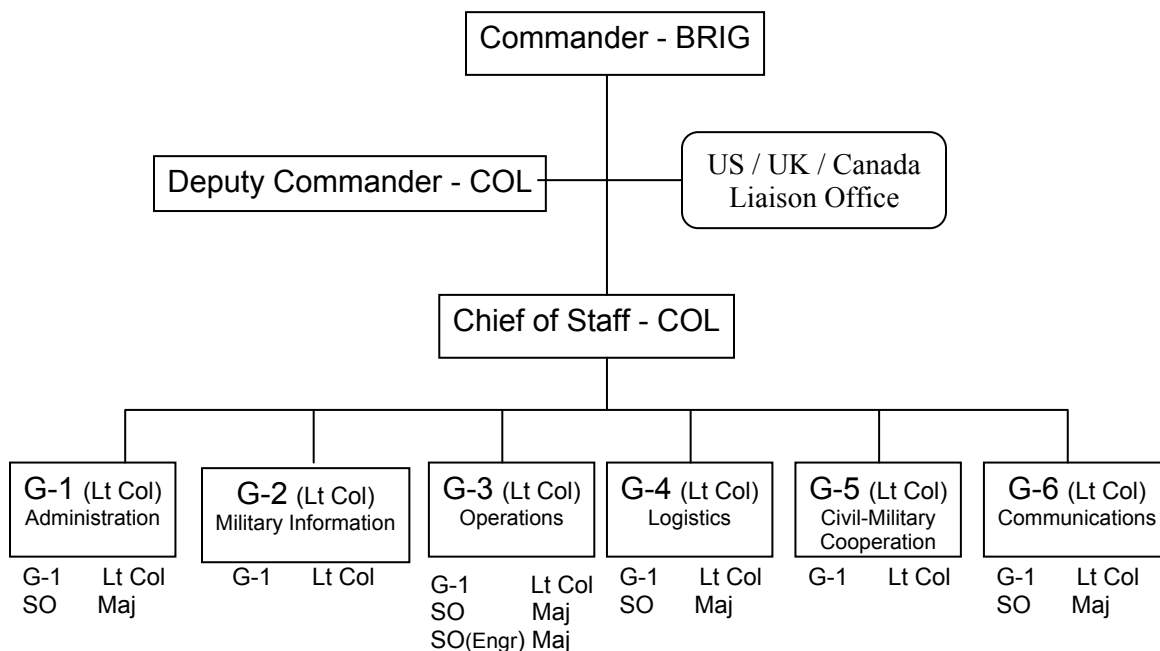 Commander - BRIG
Deputy Commander - COL
US / UK / Canada
Liaison Office
Chief of Staff - COL
G-1 (Lt Col)
Administration
G-1 Lt Col
SO Maj
G-2 (Lt Col)
Military Information
G-1 Lt Col
G-3 (Lt Col)
Operations
G-1 Lt Col
SO Maj
SO(Engr) Maj
G-4 (Lt Col)
Logistics
G-1 Lt Col
SO Maj
G-5 (Lt Col)
Civil-Military
Cooperation
G-1 Lt Col
G-6 (Lt Col)
Communications
G-1 Lt Col
SO Maj